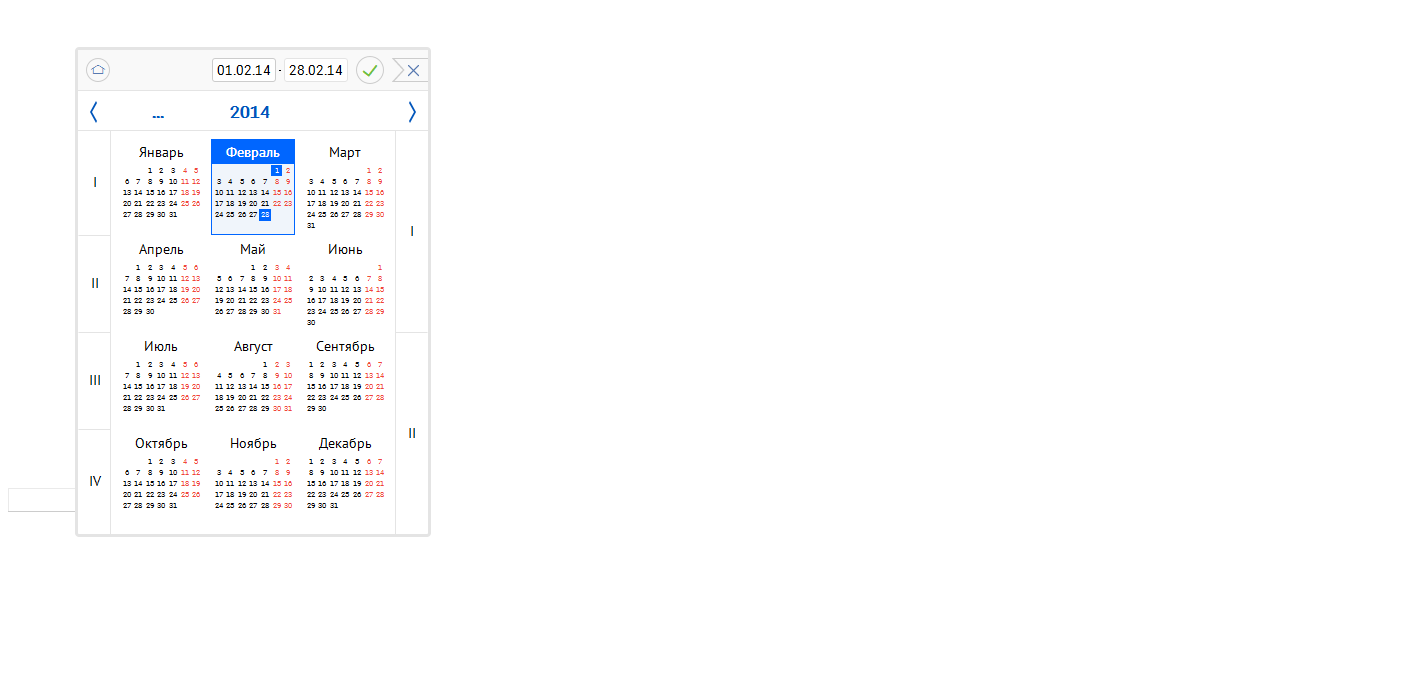 01.02.14 - 28.02.14
... 2014
Январь Февраль Март
1 2 3 4 5 1 2 1 2
I
6 7 8 9 10 11 12 3 4 5 6 7 8 9 3 4 5 6 7 8 9
13 14 15 16 17 18 19 10 11 12 13 14 15 16 10 11 12 13 14 15 16
20 21 22 23 24 25 26 17 18 19 20 21 22 23 17 18 19 20 21 22 23
27 28 29 30 31 24 25 26 27 28 24 25 26 27 28 29 30
31
I
Апрель Май Июнь
1 2 3 4 5 6 1 2 3 4 1
II
7 8 9 10 11 12 13 5 6 7 8 9 10 11 2 3 4 5 6 7 8
14 15 16 17 18 19 20 12 13 14 15 16 17 18 9 10 11 12 13 14 15
21 22 23 24 25 26 27 19 20 21 22 23 24 25 16 17 18 19 20 21 22
28 29 30 26 27 28 29 30 31 23 24 25 26 27 28 29
30
Июль Август Сентябрь
1 2 3 4 5 6 1 2 3 1 2 3 4 5 6 7
III
7 8 9 10 11 12 13 4 5 6 7 8 9 10 8 9 10 11 12 13 14
14 15 16 17 18 19 20 11 12 13 14 15 16 17 15 16 17 18 19 20 21
21 22 23 24 25 26 27 18 19 20 21 22 23 24 22 23 24 25 26 27 28
28 29 30 31 25 26 27 28 29 30 31 29 30
II
Октябрь Ноябрь Декабрь
1 2 3 4 5 1 2 1 2 3 4 5 6 7
IV
6 7 8 9 10 11 12 3 4 5 6 7 8 9 8 9 10 11 12 13 14
13 14 15 16 17 18 19 10 11 12 13 14 15 16 15 16 17 18 19 20 21
20 21 22 23 24 25 26 17 18 19 20 21 22 23 22 23 24 25 26 27 28
27 28 29 30 31 24 25 26 27 28 29 30 29 30 31